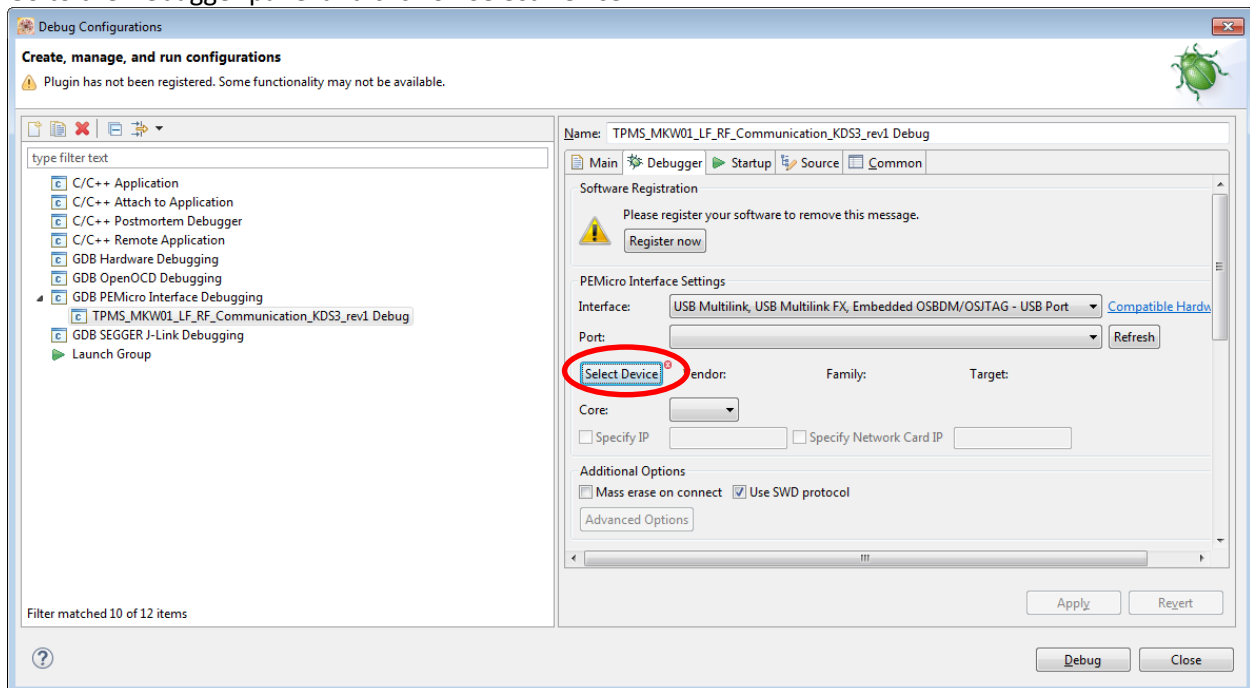 Debug Configurations
Create, manage, and run configurations
Plugin has not been registered. Some functionality may not be available.
type filter text
C/C++ Application
C/C++ Attach to Application
C/C++ Postmortem Debugger
C/C++ Remote Application
GDB Hardware Debugging
GDB OpenOCD Debugging
GDB PEMicro Interface Debugging
TPMS_MKW01_LF_RF_Communication_KDS3_rev1 Debug
GDB SEGGER J-Link Debugging
Launch Group
Filter matched 10 of 12 items
Name: TPMS_MKW01_LF_RF_Communication_KDS3_rev1 Debug
Main Debugger Startup Source Common
Software Registration
Please register your software to remove this message.
Register now
PEMicro Interface Settings
Interface: USB Multilink, USB Multilink FX, Embedded OSBDM/OSJTAG - USB Port Compatible Hardw
Port: Refresh
Select Device Vendor: Family: Target:
Core:
Specify IP Specify Network Card IP
Additional Options
Mass erase on connect Use SWD protocol
Advanced Options
Apply Revert
Debug Close